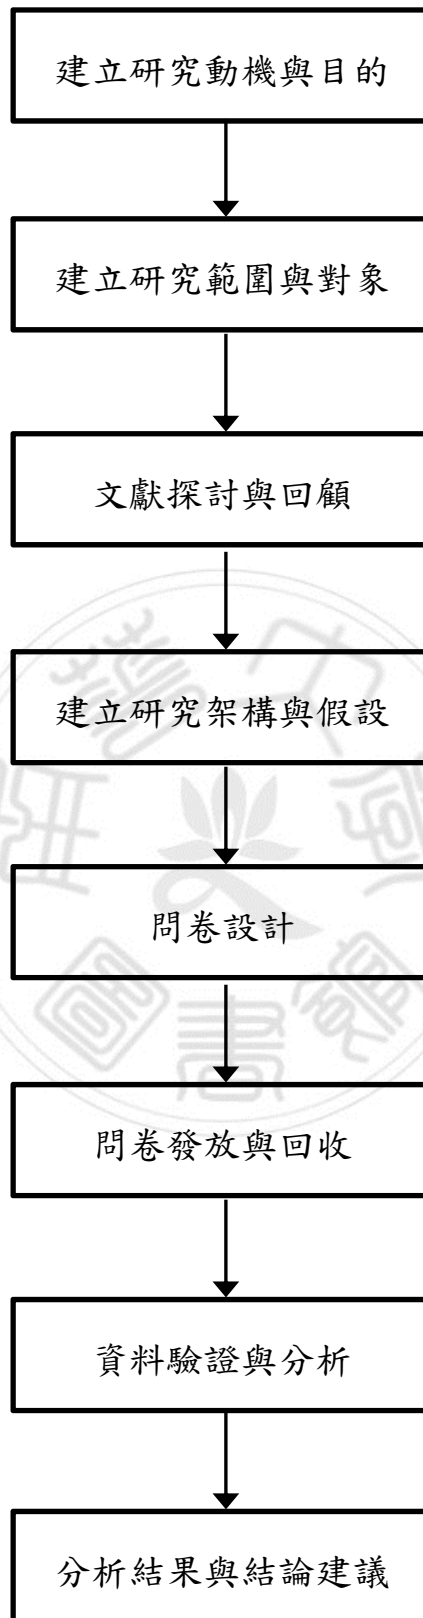 建立研究動機與目的
建立研究範圍與對象
文獻探討與回顧
建立研究架構與假設
問卷設計
問卷發放與回收
資料驗證與分析
分析結果與結論建議